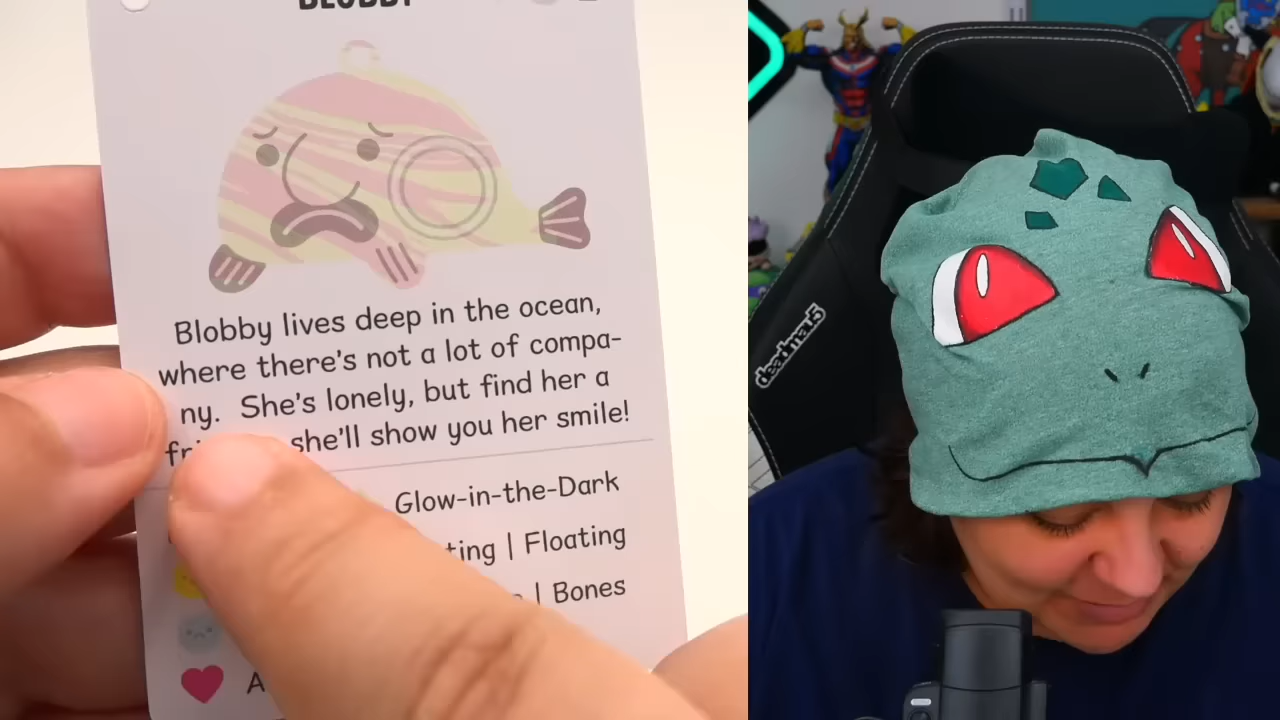 BLOBBY
Blobby lives deep in the ocean,
where there's not a lot of compa-
ny. She's lonely, but find her a
she'll show you her smile!
Glow-in-the-Dark
| Floating
| Bones
A
deadmau5